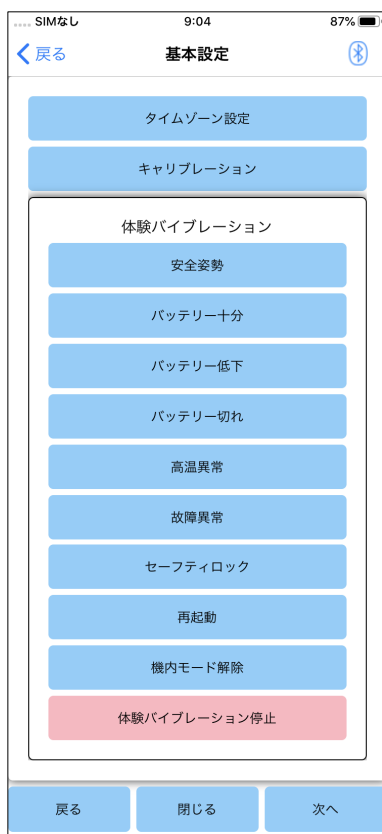 SIMなし 9:04 87%
戻る 基本設定
タイムゾーン設定
キャリブレーション
体験バイブレーション
安全姿勢
バッテリー十分
バッテリー低下
バッテリー切れ
高温異常
故障異常
セーフティロック
再起動
機内モード解除
体験バイブレーション停止
戻る 閉じる 次へ